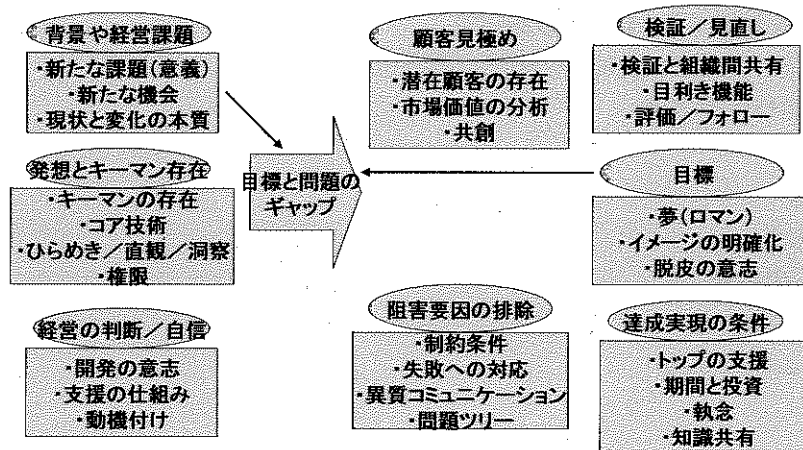 背景や経営課題
・新たな課題(意義)
・新たな機会
・現状と変化の本質
発想とキーマン存在
・キーマンの存在
・コア技術
・ひらめき／直観／洞察
・権限
経営の判断／自信
・開発の意志
・支援の仕組み
・動機付け
顧客見極め
・潜在顧客の存在
・市場価値の分析
・共創
目標と問題の
ギャップ
阻害要因の排除
・制約条件
・失敗への対応
・異質コミュニケーション
・問題ツリー
検証／見直し
・検証と組織間共有
・目利き機能
・評価／フォロー
目標
・夢(ロマン)
・イメージの明確化
・脱皮の意志
達成実現の条件
・トップの支援
・期間と投資
・執念
・知識共有